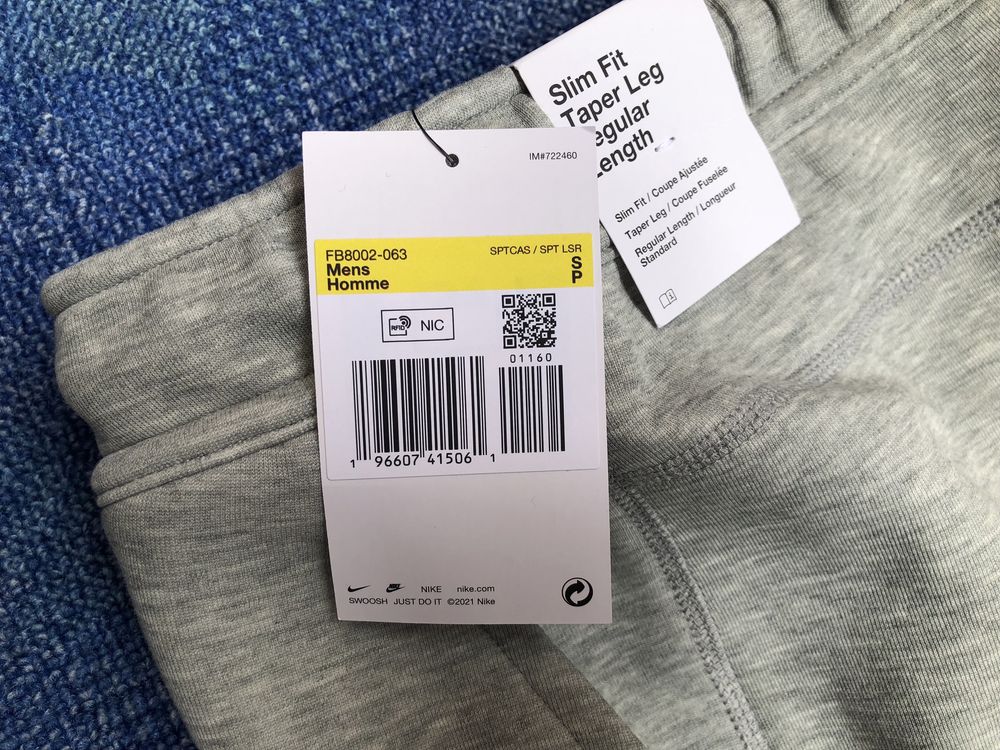 Slim Fit
Taper Leg
Regular
Length
Slim Fit / Coupe Ajustée
Taper Leg / Coupe Fuselée
Regular Length / Longueur
Standard
IM#722460
FB8002-063
SPTCAS / SPT LSR
Mens
S
Homme
P
RFID NIC
01160
1 96607 41506 1
NIKE nike.com
SWOOSH JUST DO IT ©2021 Nike